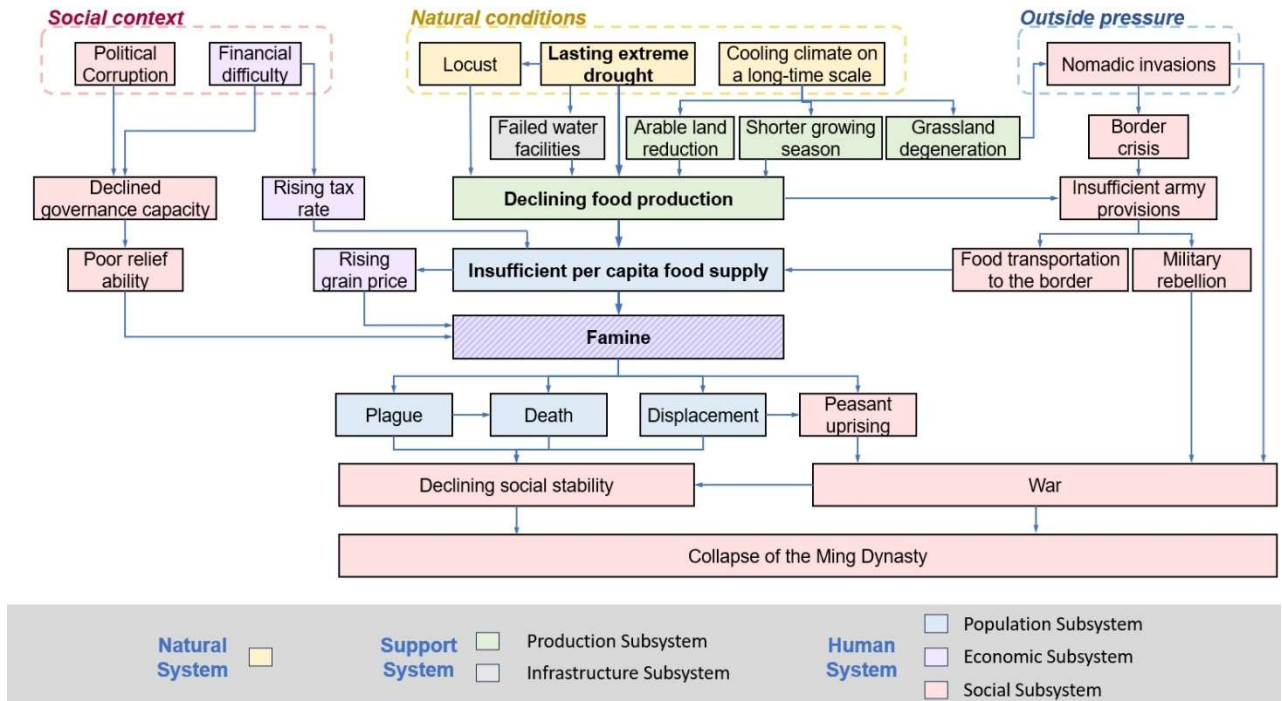 Social context
Natural conditions
Outside pressure
Political
Corruption
Financial
difficulty
Locust
Lasting extreme
drought
Cooling climate on
a long-time scale
Nomadic invasions
Failed water
facilities
Arable land
reduction
Shorter growing
season
Grassland
degeneration
Border
crisis
Declined
governance capacity
Rising tax
rate
Declining food production
Insufficient army
provisions
Poor relief
ability
Rising
grain price
Insufficient per capita food supply
Food transportation
to the border
Military
rebellion
Famine
Plague
Death
Displacement
Peasant
uprising
Declining social stability
War
Collapse of the Ming Dynasty
Natural
System
Support
System
Production Subsystem
Infrastructure Subsystem
Human
System
Population Subsystem
Economic Subsystem
Social Subsystem